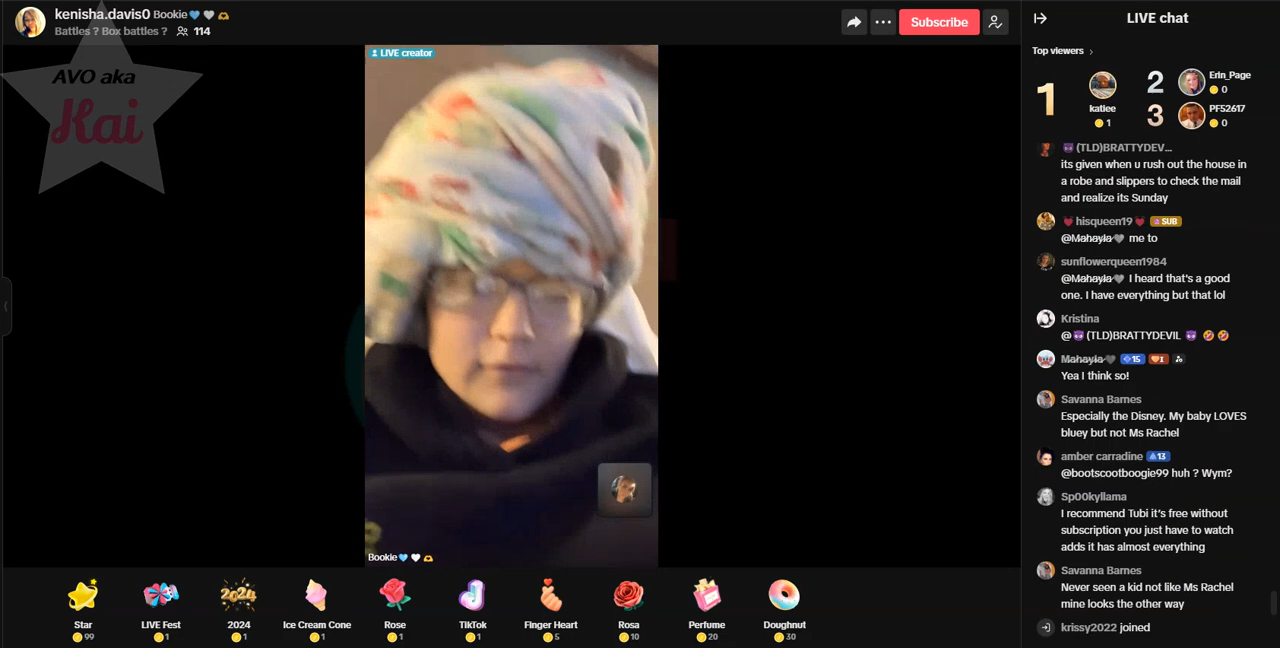 kenisha.davis0 Bookie🩵🤍🫶
Battles ? Box battles ? 114
Subscribe
AVO aka
Kai
LIVE creator
Bookie🩵🤍🫶
Star
99
LIVE Fest
1
2024
2024
1
Ice Cream Cone
1
Rose
1
TikTok
1
Finger Heart
5
Rosa
10
Perfume
20
Doughnut
30
LIVE chat
Top viewers
1
katiee
1
2
Erin_Page
0
3
PF52617
0
😈(TLD)BRATTYDEV...
its given when u rush out the house in
a robe and slippers to check the mail
and realize its Sunday
hisqueen19 SUB
@Mahayla🖤 me to
sunflowerqueen1984
@Mahayla🖤 I heard that's a good
one. I have everything but that lol
Kristina
@😈(TLD)BRATTYDEVIL 😈 🤣 🤣
Mahayla🖤 15 I
Yea I think so!
Savanna Barnes
Especially the Disney. My baby LOVES
bluey but not Ms Rachel
amber carradine 13
@bootscootboogie99 huh ? Wym?
Sp00kyllama
I recommend Tubi it's free without
subscription you just have to watch
adds it has almost everything
Savanna Barnes
Never seen a kid not like Ms Rachel
mine looks the other way
krissy2022 joined